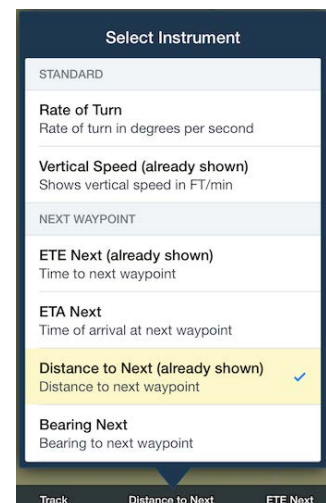 Select Instrument
STANDARD
Rate of Turn
Rate of turn in degrees per second
Vertical Speed (already shown)
Shows vertical speed in FT/min
NEXT WAYPOINT
ETE Next (already shown)
Time to next waypoint
ETA Next
Time of arrival at next waypoint
Distance to Next (already shown)
Distance to next waypoint
Bearing Next
Bearing to next waypoint
Track Distance to Next ETE Next